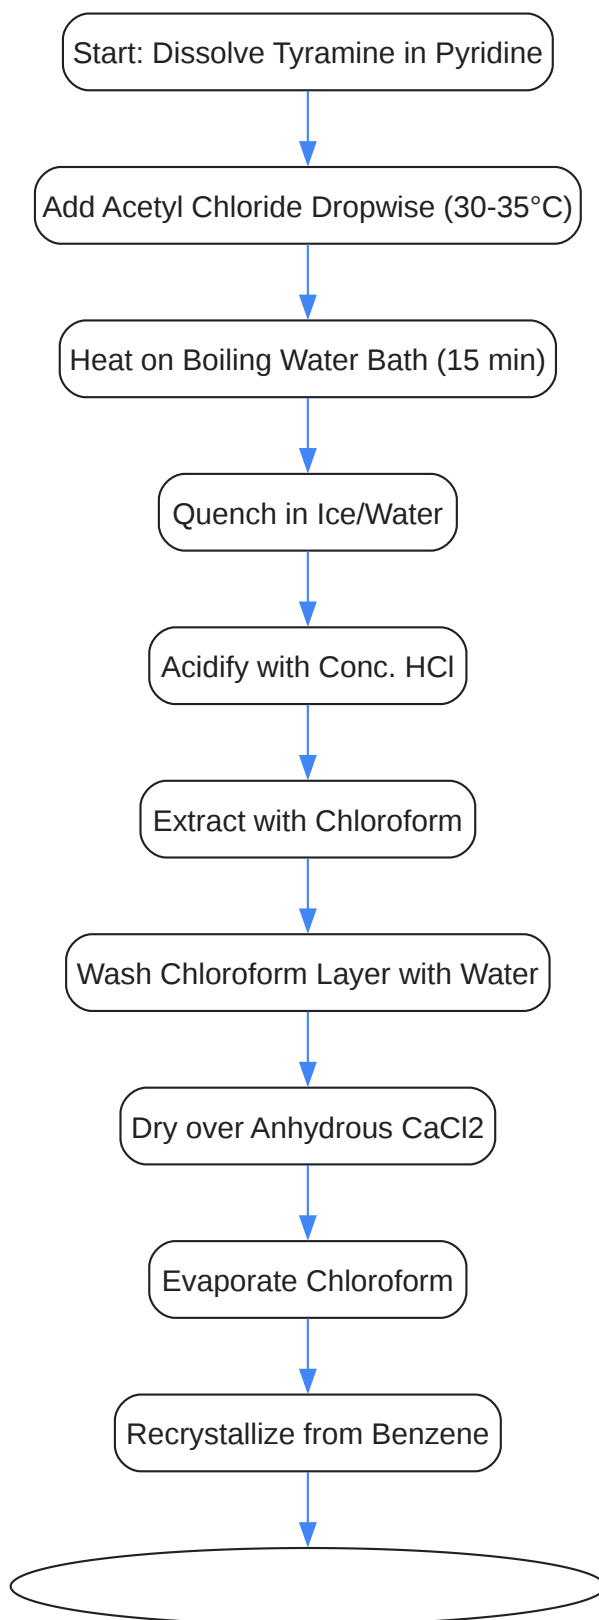 Start: Dissolve Tyramine in Pyridine
Add Acetyl Chloride Dropwise (30-35°C)
Heat on Boiling Water Bath (15 min)
Quench in Ice/Water
Acidify with Conc. HCl
Extract with Chloroform
Wash Chloroform Layer with Water
Dry over Anhydrous CaCl2
Evaporate Chloroform
Recrystallize from Benzene